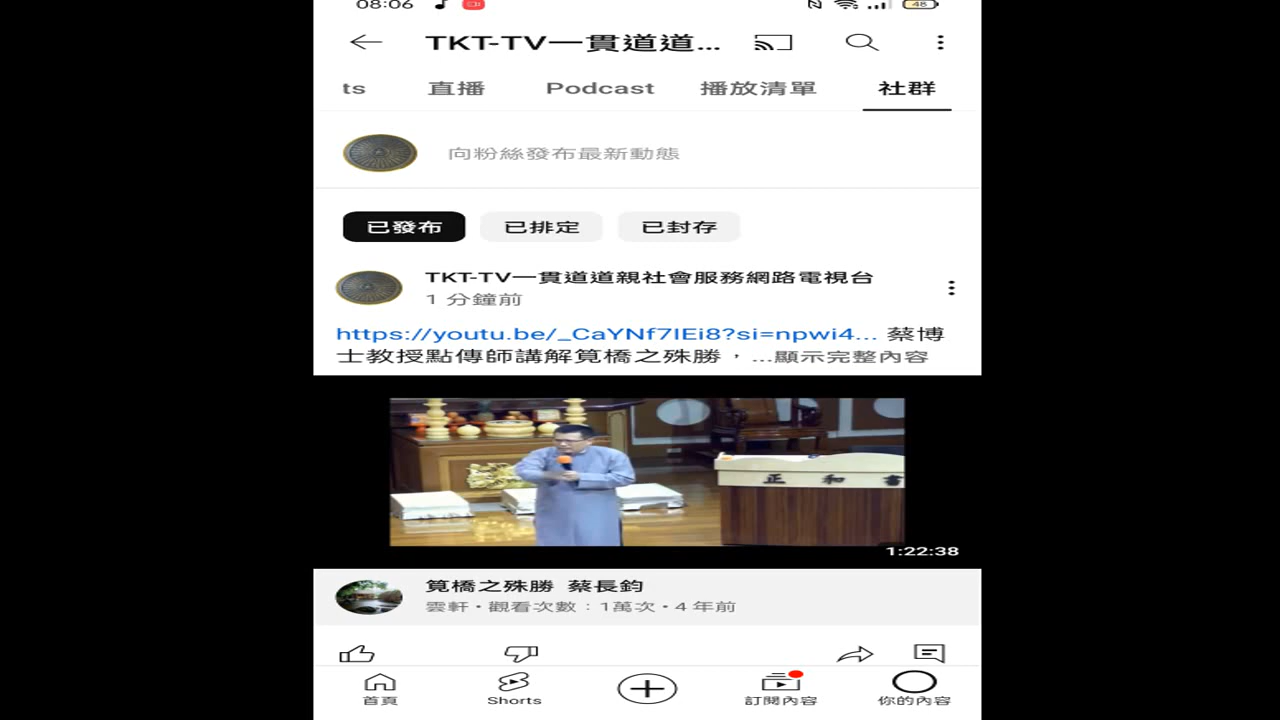 08:06
48
TKT-TV一貫道道...
ts 直播 Podcast 播放清單 社群
向粉絲發布最新動態
已發布 已排定 已封存
TKT-TV一貫道道親社會服務網路電視台
1 分鐘前
https://youtu.be/_CaYNf7IEi8?si=npwi4... 蔡博
士教授點傳師講解筧橋之殊勝，...顯示完整內容
正 和 書
1:22:38
筧橋之殊勝 蔡長鈞
雲軒・觀看次數：1萬次・4 年前
首頁 Shorts 訂閱內容 你的內容